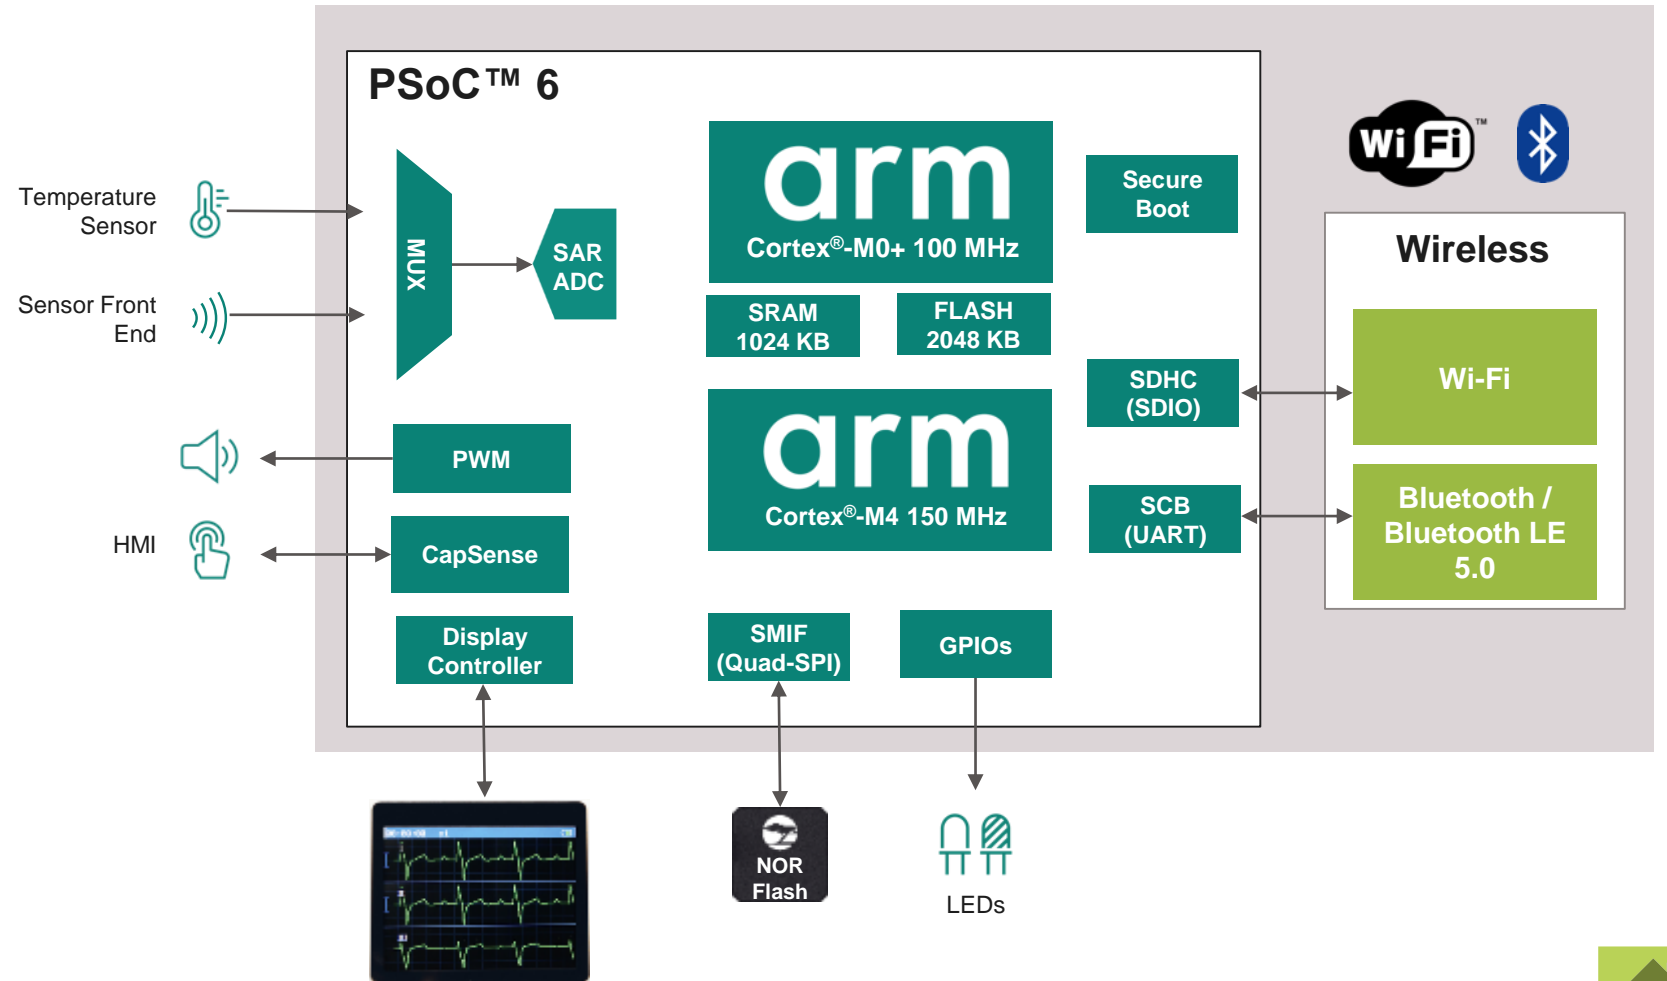 PSoC™ 6
Temperature
Sensor
Sensor Front
End
HMI
MUX
SAR
ADC
PWM
CapSense
Display
Controller
arm
Cortex®-M0+ 100 MHz
SRAM
1024 KB
FLASH
2048 KB
arm
Cortex®-M4 150 MHz
SMIF
(Quad-SPI)
GPIOs
Secure
Boot
SDHC
(SDIO)
SCB
(UART)
Wi Fi™
Wireless
Wi-Fi
Bluetooth /
Bluetooth LE
5.0
NOR
Flash
LEDs